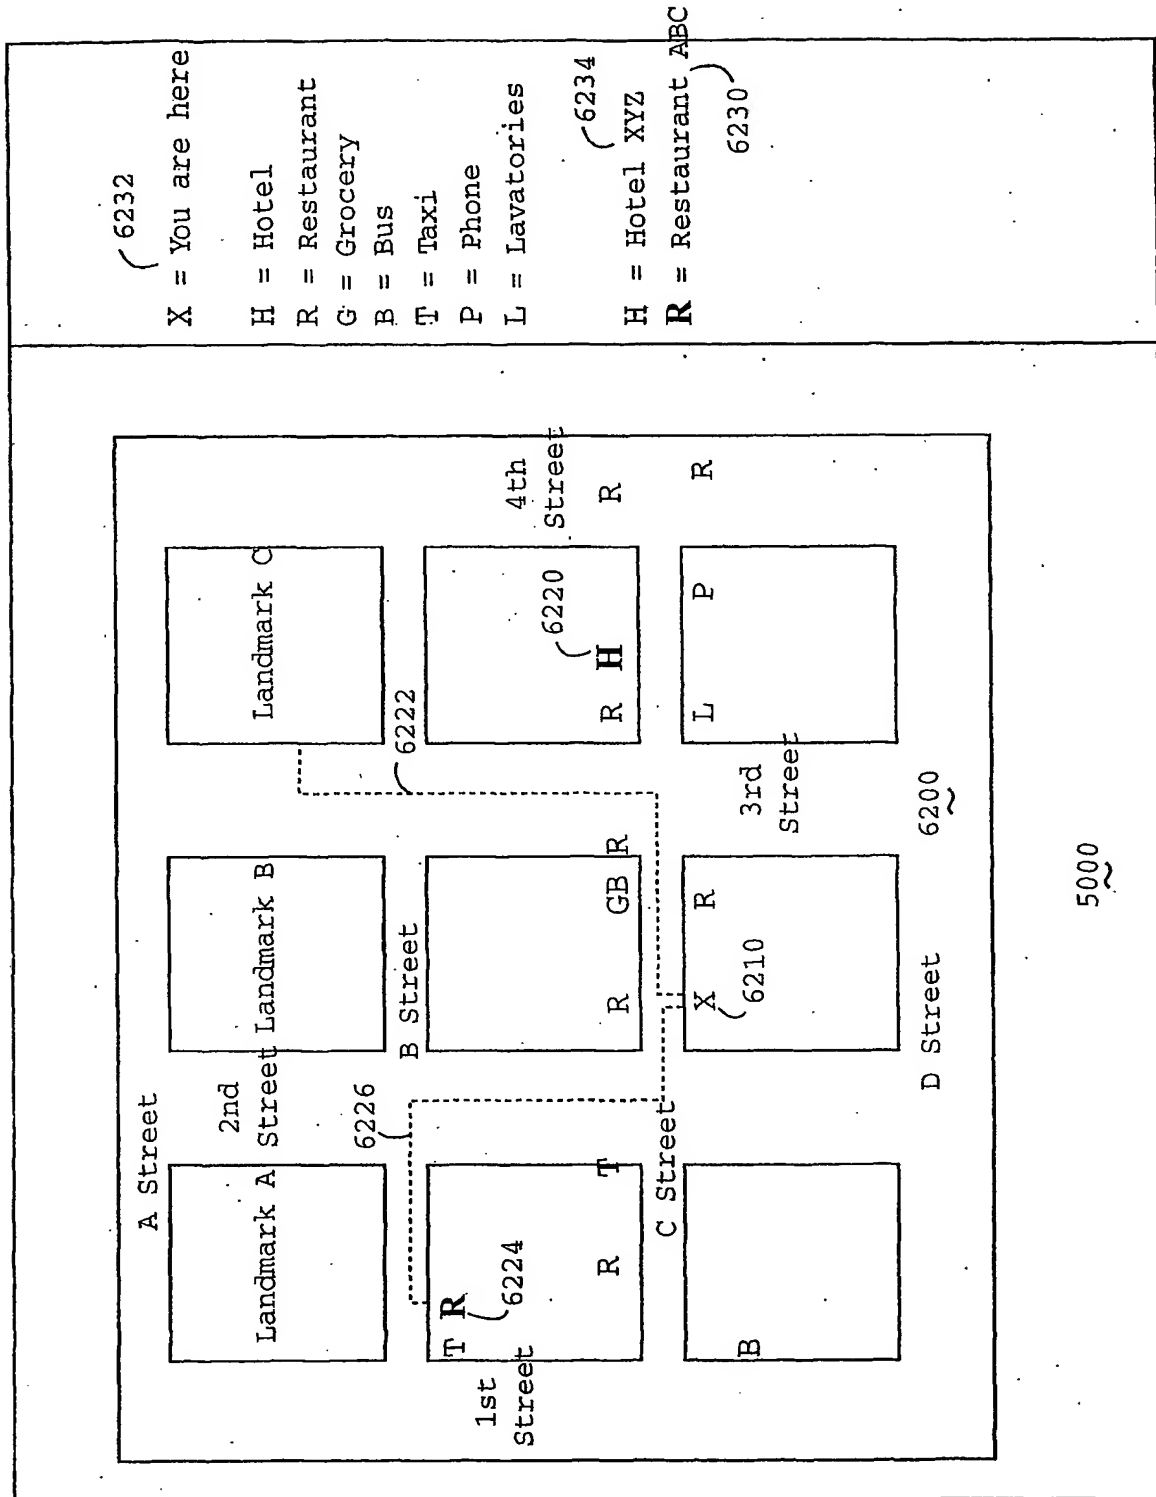 A Street
Landmark A
2nd
Street
Landmark B
Landmark C
6226
B Street
6222
T
R
6224
1st
Street
R
T
R
GB
R
R
H
6220
4th
Street
R
C Street
B
X
6210
R
3rd
Street
L
P
R
D Street
6200
5000
6232
X = You are here
H = Hotel
R = Restaurant
G = Grocery
B = Bus
T = Taxi
P = Phone
L = Lavatories
6234
H = Hotel XYZ
R = Restaurant ABC
6230